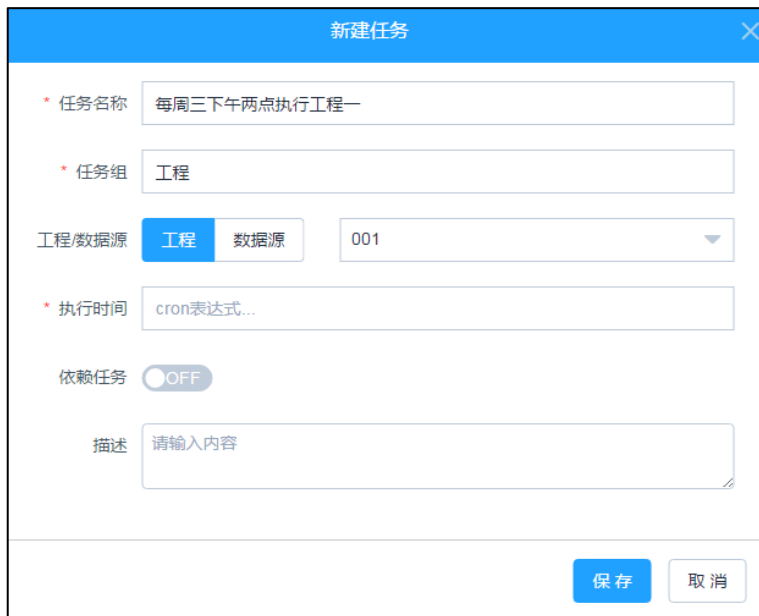 新建任务
* 任务名称 每周三下午两点执行工程一
* 任务组 工程
工程/数据源 工程 数据源 001
* 执行时间 cron表达式...
依赖任务 OFF
描述 请输入内容
保存 取消